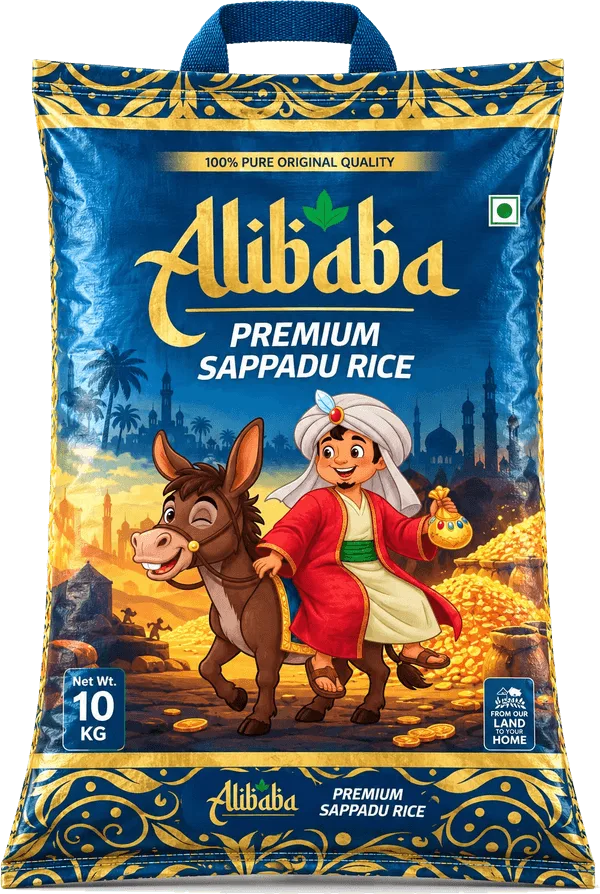 100% PURE ORIGINAL QUALITY
Alibaba
PREMIUM
SAPPADU RICE
Net Wt.
10
KG
FROM OUR
LAND
TO YOUR
HOME
Alibaba
PREMIUM
SAPPADU RICE